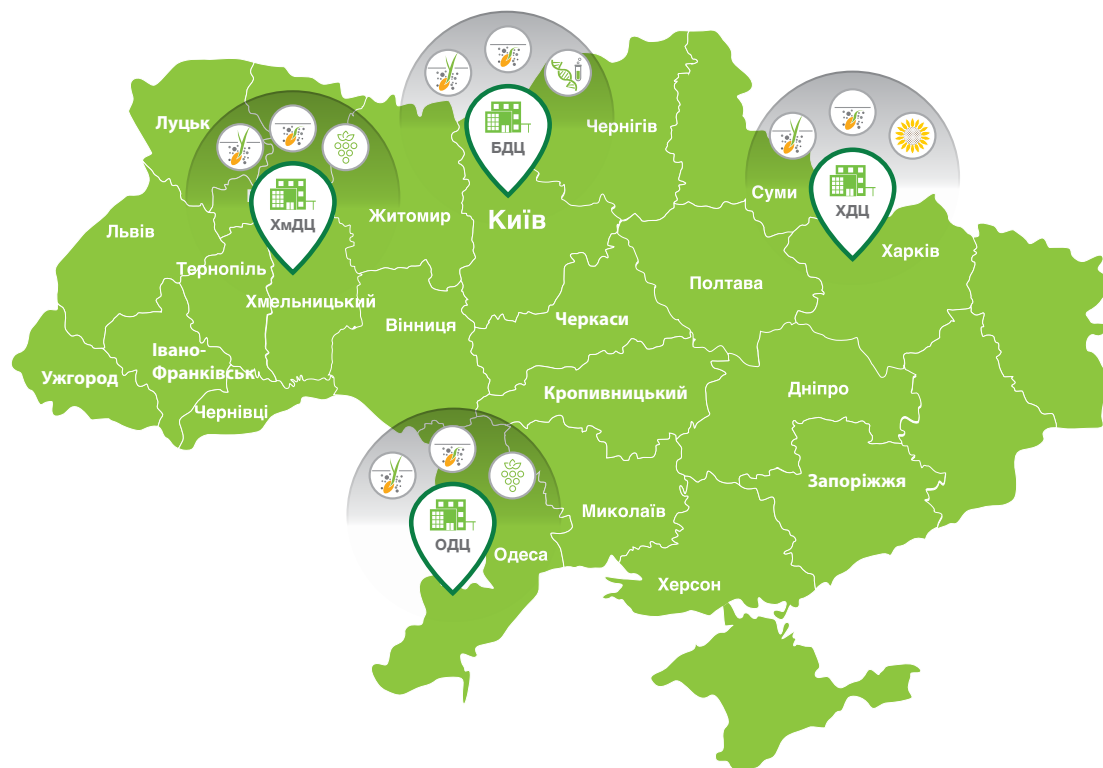 Луцьк
Чернігів
БДЦ
Суми
ХмДЦ
ХДЦ
Житомир
Київ
Львів
Харків
Тернопіль
Полтава
Хмельницький
Вінниця
Черкаси
Івано-
Франківськ
Ужгород
Дніпро
Кропивницький
Чернівці
Запоріжжя
Миколаїв
ОДЦ
Одеса
Херсон